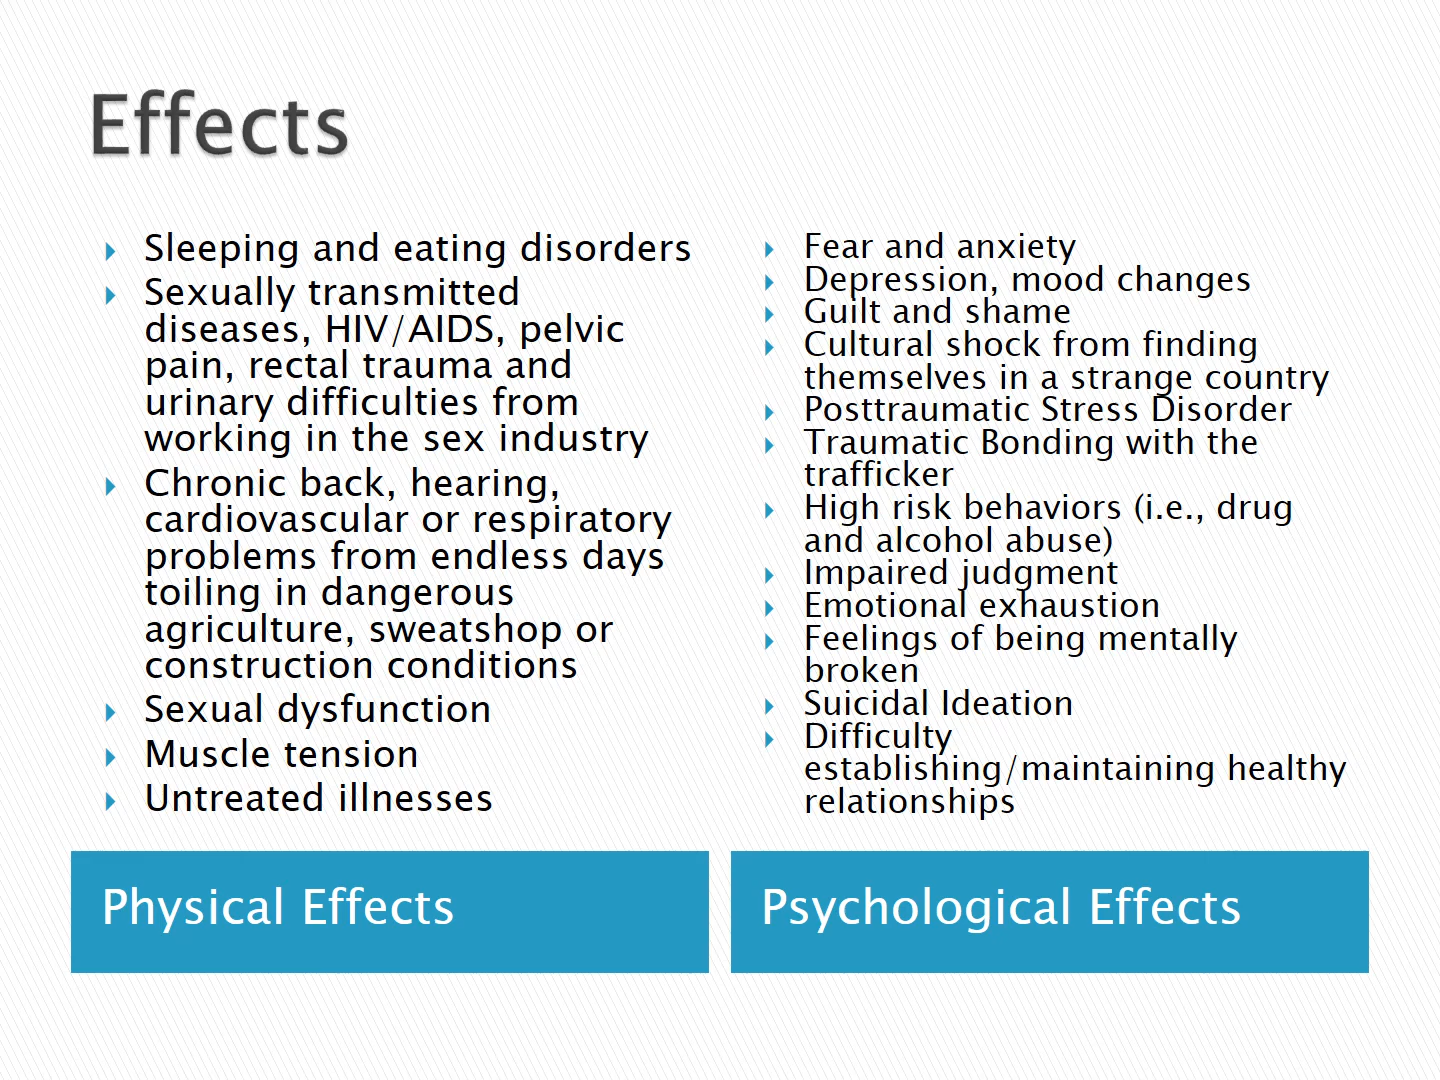 Effects
Sleeping and eating disorders
Sexually transmitted
diseases, HIV/AIDS, pelvic
pain, rectal trauma and
urinary difficulties from
working in the sex industry
Chronic back, hearing,
cardiovascular or respiratory
problems from endless days
toiling in dangerous
agriculture, sweatshop or
construction conditions
Sexual dysfunction
Muscle tension
Untreated illnesses
Physical Effects
Fear and anxiety
Depression, mood changes
Guilt and shame
Cultural shock from finding
themselves in a strange country
Posttraumatic Stress Disorder
Traumatic Bonding with the
trafficker
High risk behaviors (i.e., drug
and alcohol abuse)
Impaired judgment
Emotional exhaustion
Feelings of being mentally
broken
Suicidal Ideation
Difficulty
establishing/maintaining healthy
relationships
Psychological Effects